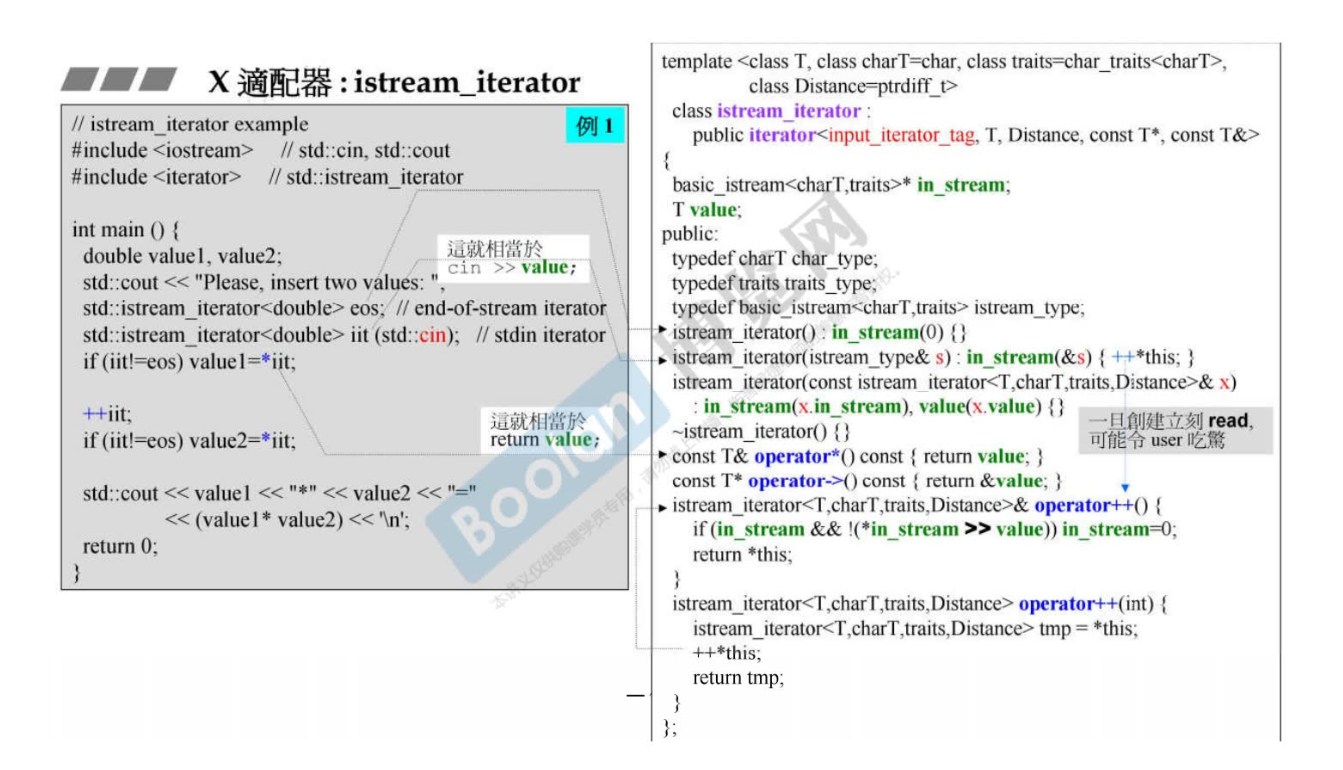 X 適配器 : istream_iterator
例 1
// istream_iterator example
#include <iostream> // std::cin, std::cout
#include <iterator> // std::istream_iterator
int main () {
double value1, value2;
std::cout << "Please, insert two values: ";
std::istream_iterator<double> eos; // end-of-stream iterator
std::istream_iterator<double> iit (std::cin); // stdin iterator
if (iit!=eos) value1=*iit;
++iit;
if (iit!=eos) value2=*iit;
std::cout << value1 << "*" << value2 << "="
<< (value1* value2) << '\n';
return 0;
}
這就相當於
cin >> value;
這就相當於
return value;
template <class T, class charT=char, class traits=char_traits<charT>,
class Distance=ptrdiff_t>
class istream_iterator :
public iterator<input_iterator_tag, T, Distance, const T*, const T&>
{
basic_istream<charT,traits>* in_stream;
T value;
public:
typedef charT char_type;
typedef traits traits_type;
typedef basic_istream<charT,traits> istream_type;
istream_iterator() : in_stream(0) {}
istream_iterator(istream_type& s) : in_stream(&s) { ++*this; }
istream_iterator(const istream_iterator<T,charT,traits,Distance>& x)
: in_stream(x.in_stream), value(x.value) {}
~istream_iterator() {}
const T& operator*() const { return value; }
const T* operator->() const { return &value; }
istream_iterator<T,charT,traits,Distance>& operator++() {
if (in_stream && !(*in_stream >> value)) in_stream=0;
return *this;
}
istream_iterator<T,charT,traits,Distance> operator++(int) {
istream_iterator<T,charT,traits,Distance> tmp = *this;
++*this;
return tmp;
}
};
一旦創建立刻 read,
可能令 user 吃驚
Boolan
博览网